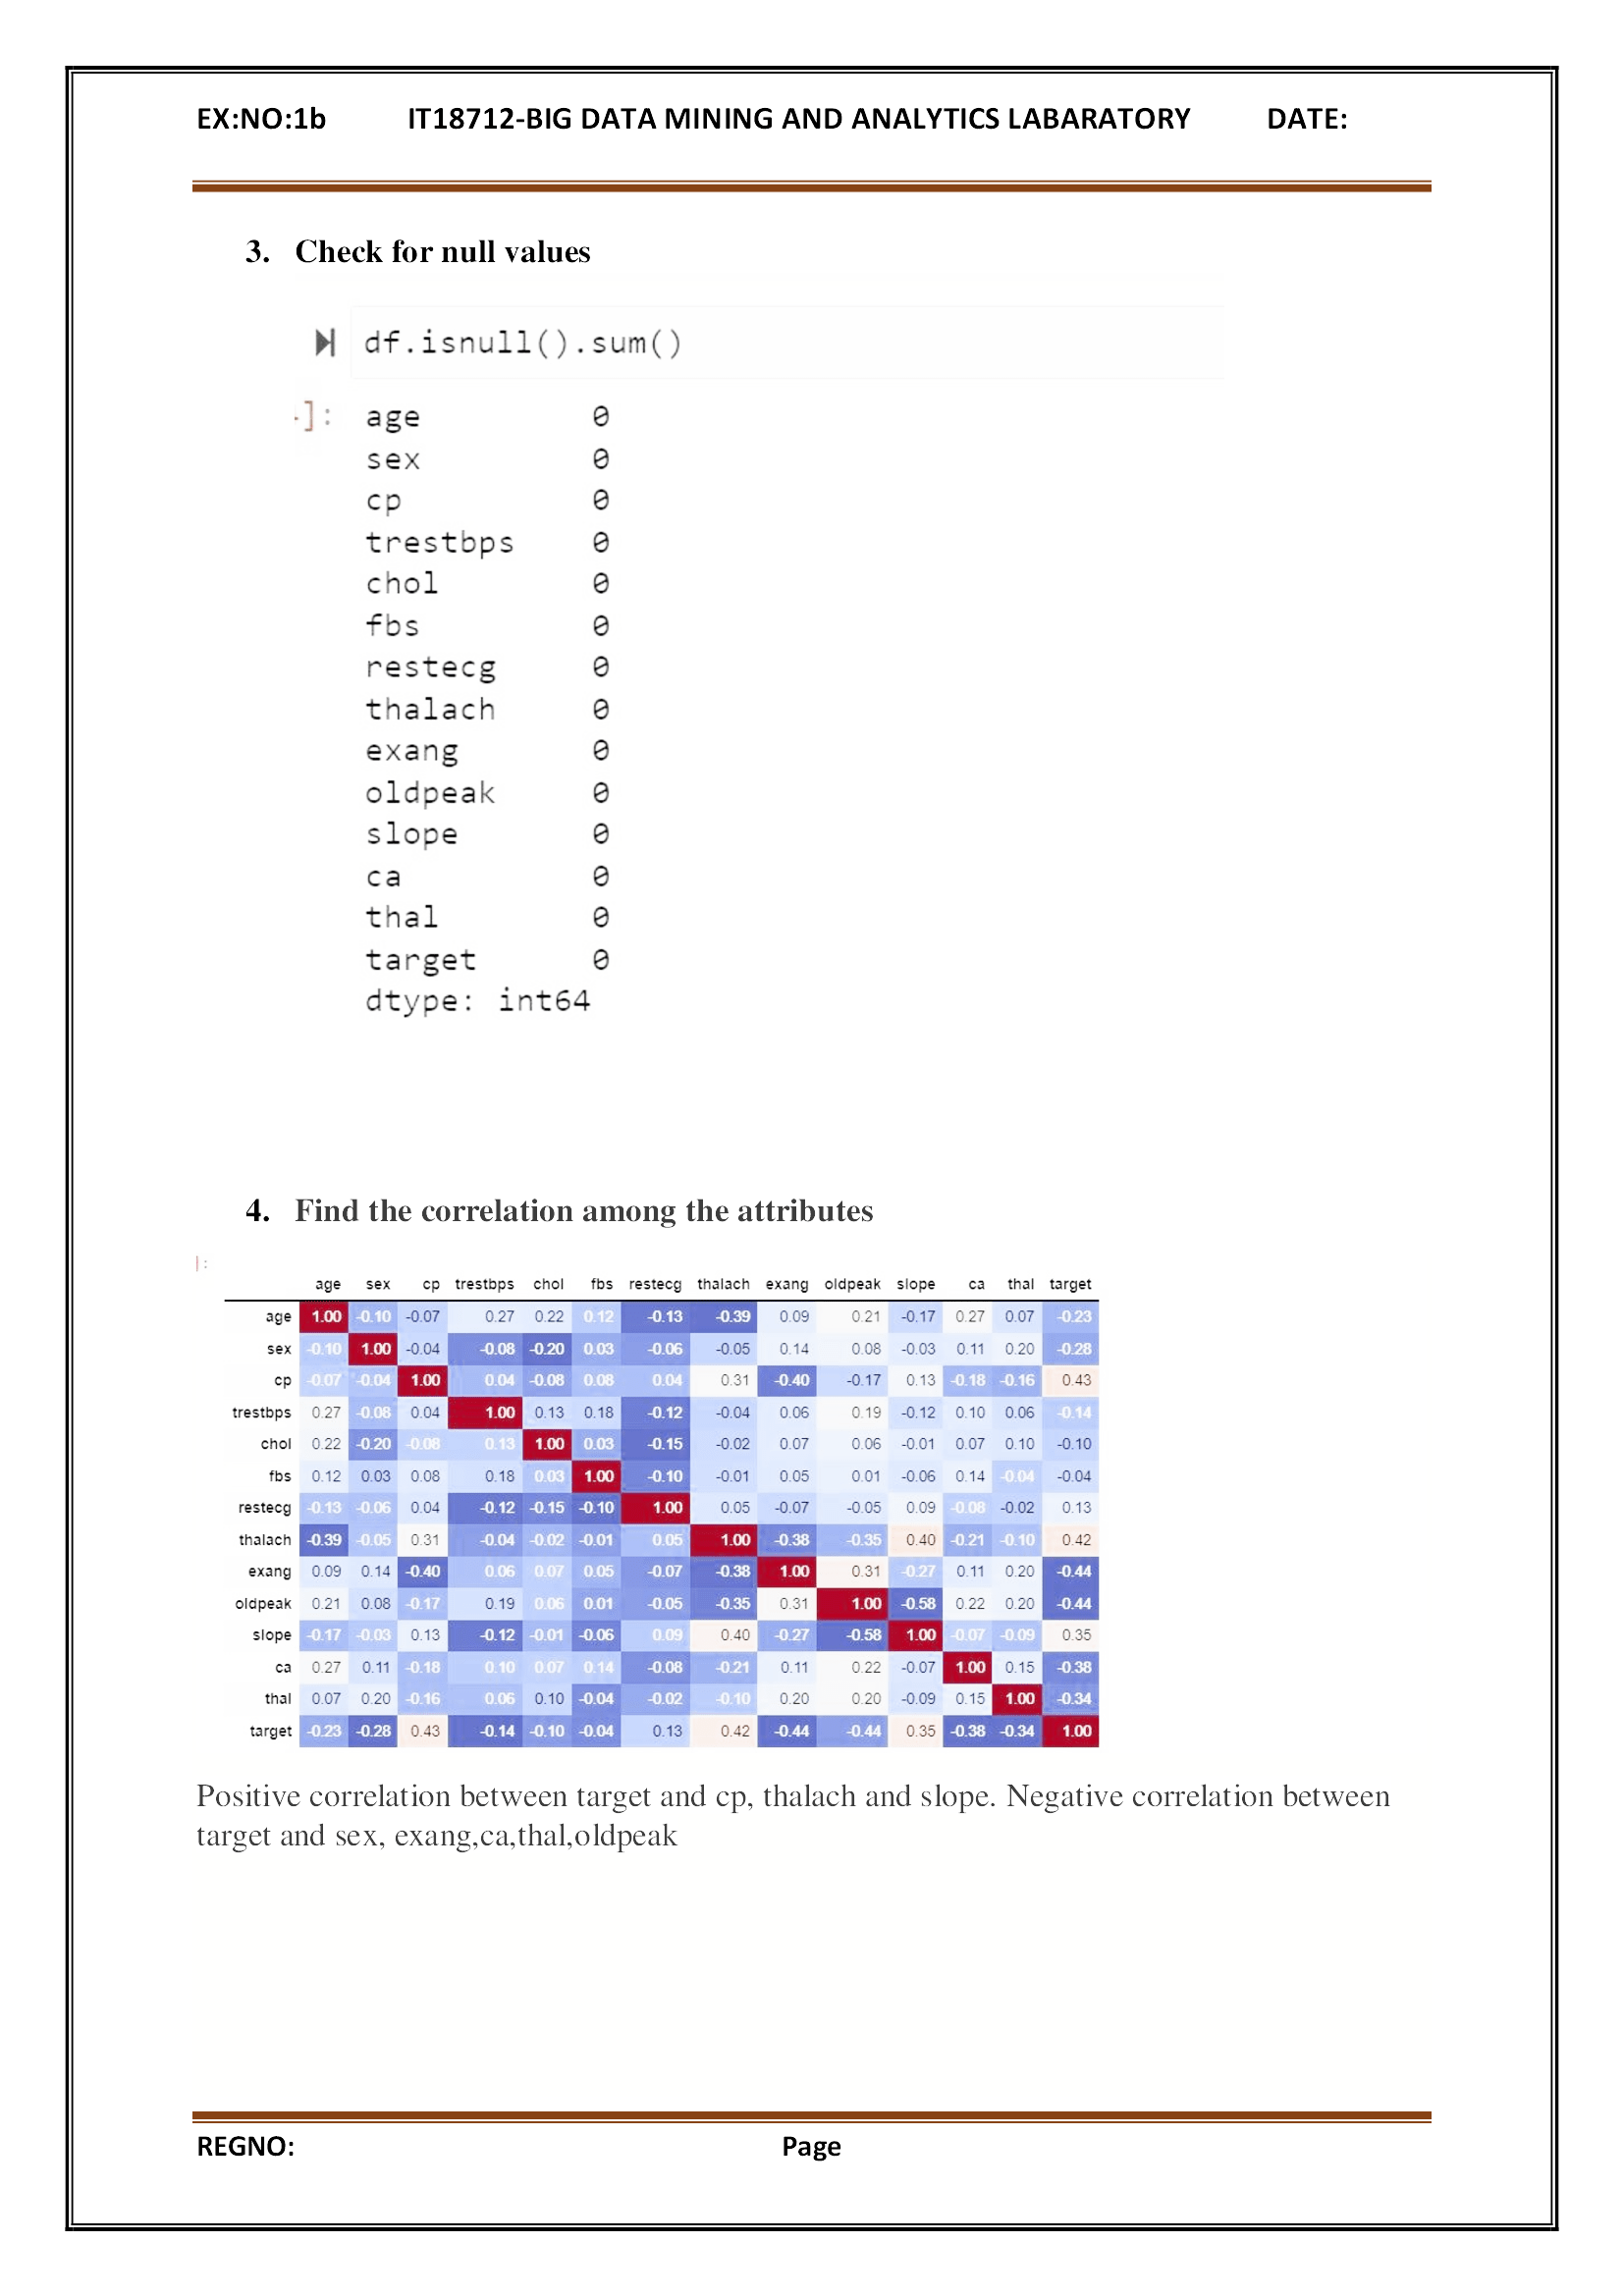 EX:NO:1b IT18712-BIG DATA MINING AND ANALYTICS LABARATORY DATE:
3. Check for null values
df.isnull().sum()
]: age 0
sex 0
cp 0
trestbps 0
chol 0
fbs 0
restecg 0
thalach 0
exang 0
oldpeak 0
slope 0
ca 0
thal 0
target 0
dtype: int64
4. Find the correlation among the attributes
]:
age sex cp trestbps chol fbs restecg thalach exang oldpeak slope ca thal target
age 1.00 -0.10 -0.07 0.27 0.22 0.12 -0.13 -0.39 0.09 0.21 -0.17 0.27 0.07 -0.23
sex -0.10 1.00 -0.04 -0.08 -0.20 0.03 -0.06 -0.05 0.14 0.08 -0.03 0.11 0.20 -0.28
cp -0.07 -0.04 1.00 0.04 -0.08 0.08 0.04 0.31 -0.40 -0.17 0.13 -0.18 -0.16 0.43
trestbps 0.27 -0.08 0.04 1.00 0.13 0.18 -0.12 -0.04 0.06 0.19 -0.12 0.10 0.06 -0.14
chol 0.22 -0.20 -0.08 0.13 1.00 0.03 -0.15 -0.02 0.07 0.06 -0.01 0.07 0.10 -0.10
fbs 0.12 0.03 0.08 0.18 0.03 1.00 -0.10 -0.01 0.05 0.01 -0.06 0.14 -0.04 -0.04
restecg -0.13 -0.06 0.04 -0.12 -0.15 -0.10 1.00 0.05 -0.07 -0.05 0.09 -0.08 -0.02 0.13
thalach -0.39 -0.05 0.31 -0.04 -0.02 -0.01 0.05 1.00 -0.38 -0.35 0.40 -0.21 -0.10 0.42
exang 0.09 0.14 -0.40 0.06 0.07 0.05 -0.07 -0.38 1.00 0.31 -0.27 0.11 0.20 -0.44
oldpeak 0.21 0.08 -0.17 0.19 0.06 0.01 -0.05 -0.35 0.31 1.00 -0.58 0.22 0.20 -0.44
slope -0.17 -0.03 0.13 -0.12 -0.01 -0.06 0.09 0.40 -0.27 -0.58 1.00 -0.07 -0.09 0.35
ca 0.27 0.11 -0.18 0.10 0.07 0.14 -0.08 -0.21 0.11 0.22 -0.07 1.00 0.15 -0.38
thal 0.07 0.20 -0.16 0.06 0.10 -0.04 -0.02 -0.10 0.20 0.20 -0.09 0.15 1.00 -0.34
target -0.23 -0.28 0.43 -0.14 -0.10 -0.04 0.13 0.42 -0.44 -0.44 0.35 -0.38 -0.34 1.00
Positive correlation between target and cp, thalach and slope. Negative correlation between
target and sex, exang,ca,thal,oldpeak
REGNO: Page